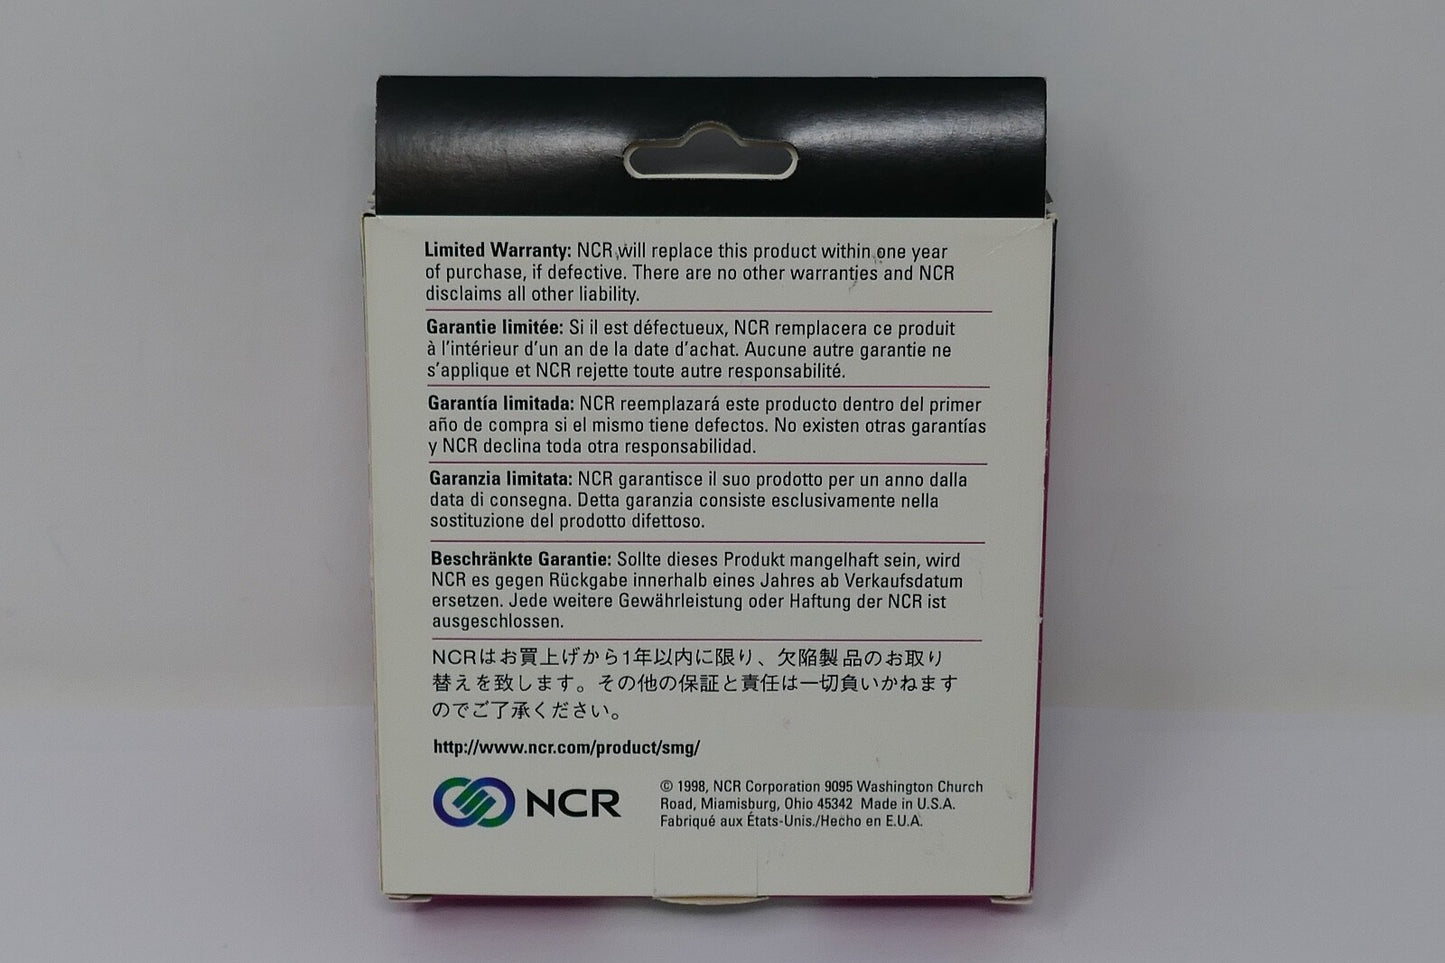 Limited Warranty: NCR will replace this product within one year
of purchase, if defective. There are no other warranties and NCR
disclaims all other liability.
Garantie limitée: Si il est défectueux, NCR remplacera ce produit
à l'intérieur d'un an de la date d'achat. Aucune autre garantie ne
s'applique et NCR rejette toute autre responsabilité.
Garantía limitada: NCR reemplazará este producto dentro del primer
año de compra si el mismo tiene defectos. No existen otras garantías
y NCR declina toda otra responsabilidad.
Garanzia limitata: NCR garantisce il suo prodotto per un anno dalla
data di consegna. Detta garanzia consiste esclusivamente nella
sostituzione del prodotto difettoso.
Beschränkte Garantie: Sollte dieses Produkt mangelhaft sein, wird
NCR es gegen Rückgabe innerhalb eines Jahres ab Verkaufsdatum
ersetzen. Jede weitere Gewährleistung oder Haftung der NCR ist
ausgeschlossen.
NCRはお買上げから1年以内に限り、欠陥製品のお取り
替えを致します。その他の保証と責任は一切負いかねます
のでご了承ください。
http://www.ncr.com/product/smg/
NCR
© 1998, NCR Corporation 9095 Washington Church
Road, Miamisburg, Ohio 45342 Made in U.S.A.
Fabriqué aux États-Unis./Hecho en E.U.A.